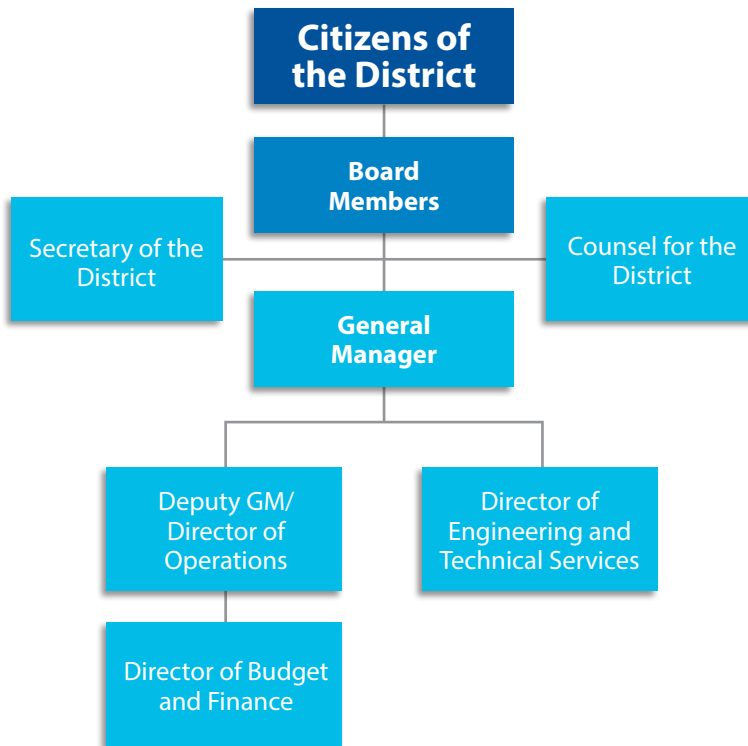 Citizens of
the District
Board
Members
Secretary of the
District
Counsel for the
District
General
Manager
Deputy GM/
Director of
Operations
Director of
Engineering and
Technical Services
Director of Budget
and Finance